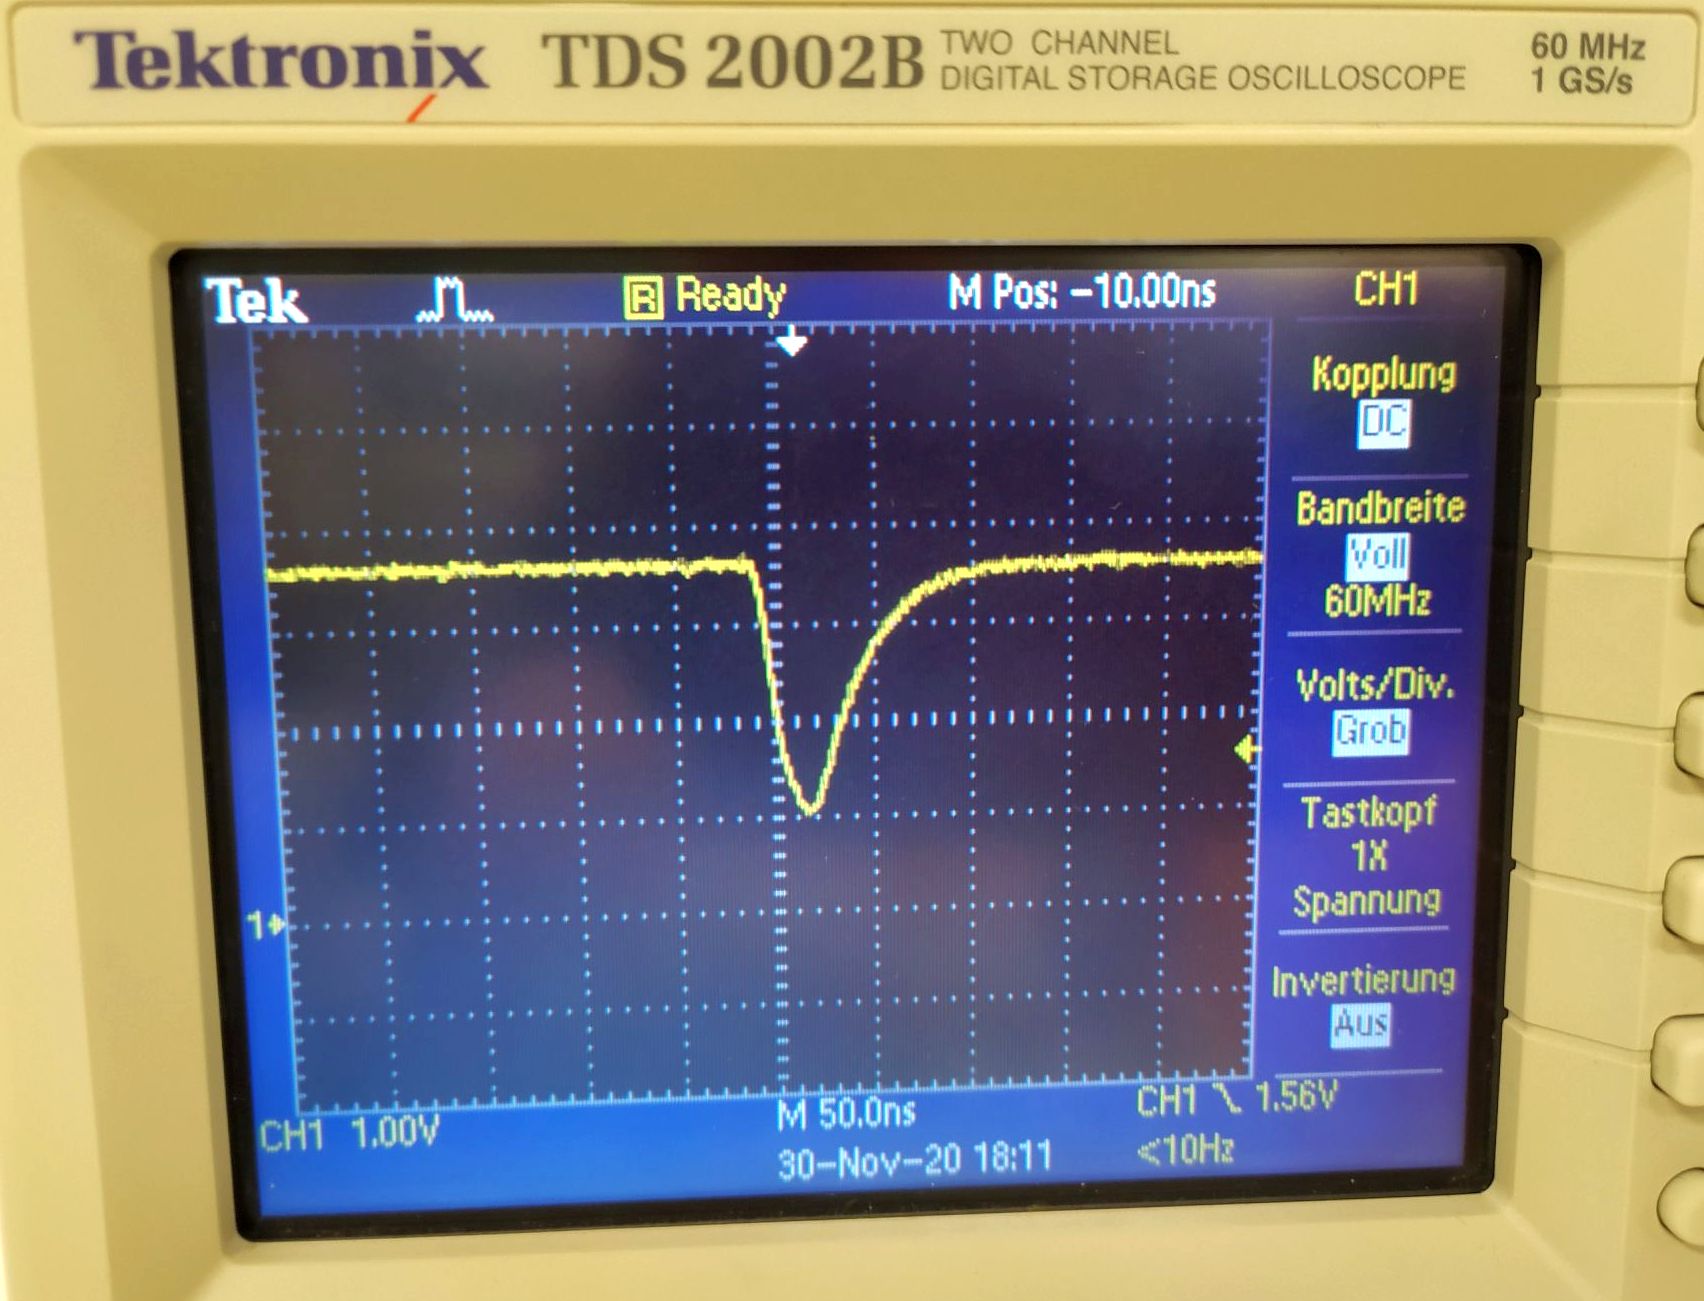 Tektronix TDS 2002B TWO CHANNEL
DIGITAL STORAGE OSCILLOSCOPE
60 MHz
1 GS/s
Tek R Ready M Pos: -10.00ns CH1
Kopplung
DC
Bandbreite
Voll
60MHz
Volts/Div.
Grob
Tastkopf
1X
Spannung
Invertierung
Aus
1
CH1 1.00V M 50.0ns CH1 1.56V
30-Nov-20 18:11 <10Hz